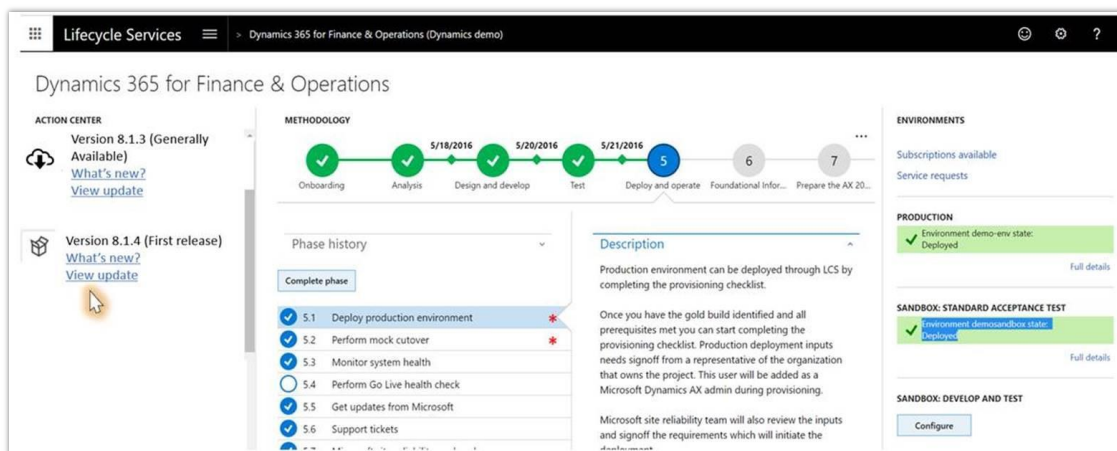 Lifecycle Services
> Dynamics 365 for Finance & Operations (Dynamics demo)
?
Dynamics 365 for Finance & Operations
ACTION CENTER
Version 8.1.3 (Generally
Available)
What's new?
View update
Version 8.1.4 (First release)
What's new?
View update
METHODOLOGY
...
5/18/2016
5/20/2016
5/21/2016
5
6
7
Onboarding
Analysis
Design and develop
Test
Deploy and operate
Foundational Infor...
Prepare the AX 20...
Phase history
Complete phase
5.1 Deploy production environment *
5.2 Perform mock cutover *
5.3 Monitor system health
5.4 Perform Go Live health check
5.5 Get updates from Microsoft
5.6 Support tickets
Description
Production environment can be deployed through LCS by
completing the provisioning checklist.
Once you have the gold build identified and all
prerequisites met you can start completing the
provisioning checklist. Production deployment inputs
needs signoff from a representative of the organization
that owns the project. This user will be added as a
Microsoft Dynamics AX admin during provisioning.
Microsoft site reliability team will also review the inputs
and signoff the requirements which will initiate the
ENVIRONMENTS
Subscriptions available
Service requests
PRODUCTION
Environment demo-env state:
Deployed
Full details
SANDBOX: STANDARD ACCEPTANCE TEST
Environment demosandbox state:
Deployed
Full details
SANDBOX: DEVELOP AND TEST
Configure